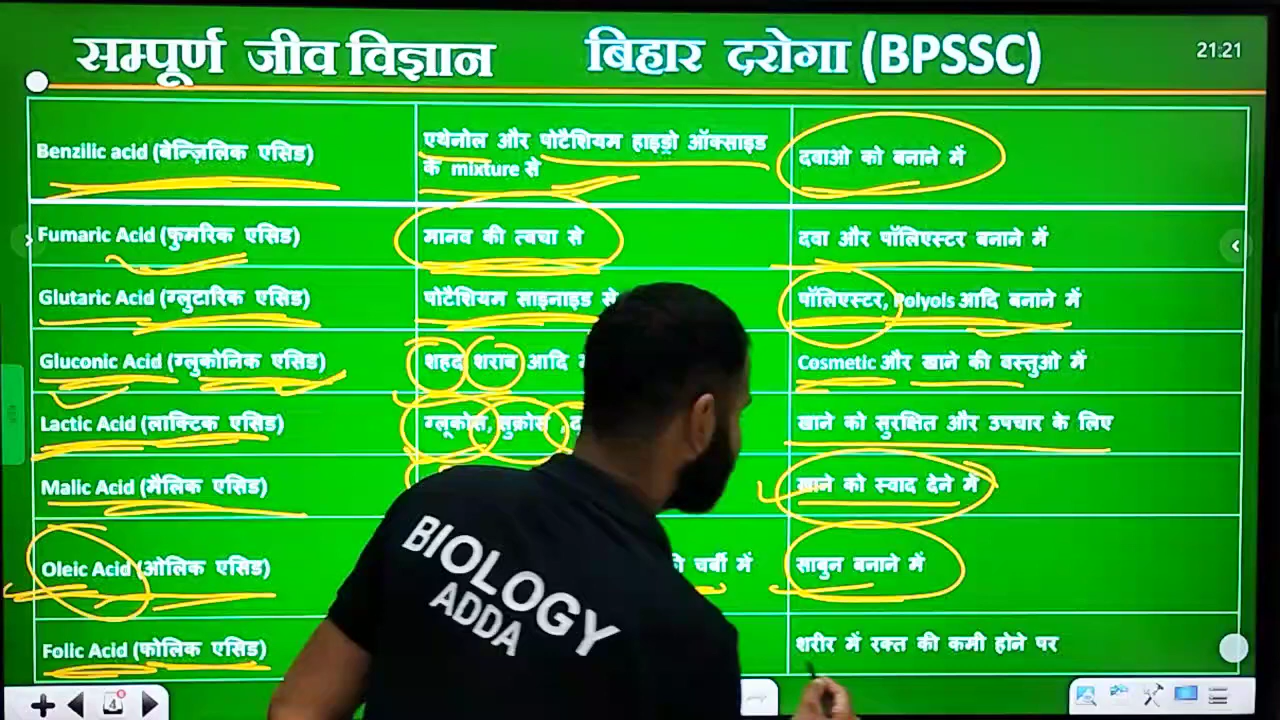 सम्पूर्ण जीव विज्ञान बिहार दरोगा (BPSSC) 21:21
Benzilic acid (बेन्ज़िलिक एसिड)
एथेनोल और पोटैशियम हाइड्रो ऑक्साइड
के mixture से
दवाओ को बनाने में
Fumaric Acid (फुमरिक एसिड)
मानव की त्वचा से
दवा और पॉलिएस्टर बनाने में
Glutaric Acid (ग्लुटारिक एसिड)
पोटैशियम साइनाइड से
पॉलिएस्टर, Polyols आदि बनाने में
Gluconic Acid (ग्लुकोनिक एसिड)
शहद शराब आदि
Cosmetic और खाने की वस्तुओ में
Lactic Acid (लाक्टिक एसिड)
ग्लूकोस, सुक्रोस ,
खाने को सुरक्षित और उपचार के लिए
Malic Acid (मैलिक एसिड)
खाने को स्वाद देने में
Oleic Acid (ओलिक एसिड)
चर्बी में
साबुन बनाने में
Folic Acid (फोलिक एसिड)
शरीर में रक्त की कमी होने पर
BIOLOGY
ADDA
4